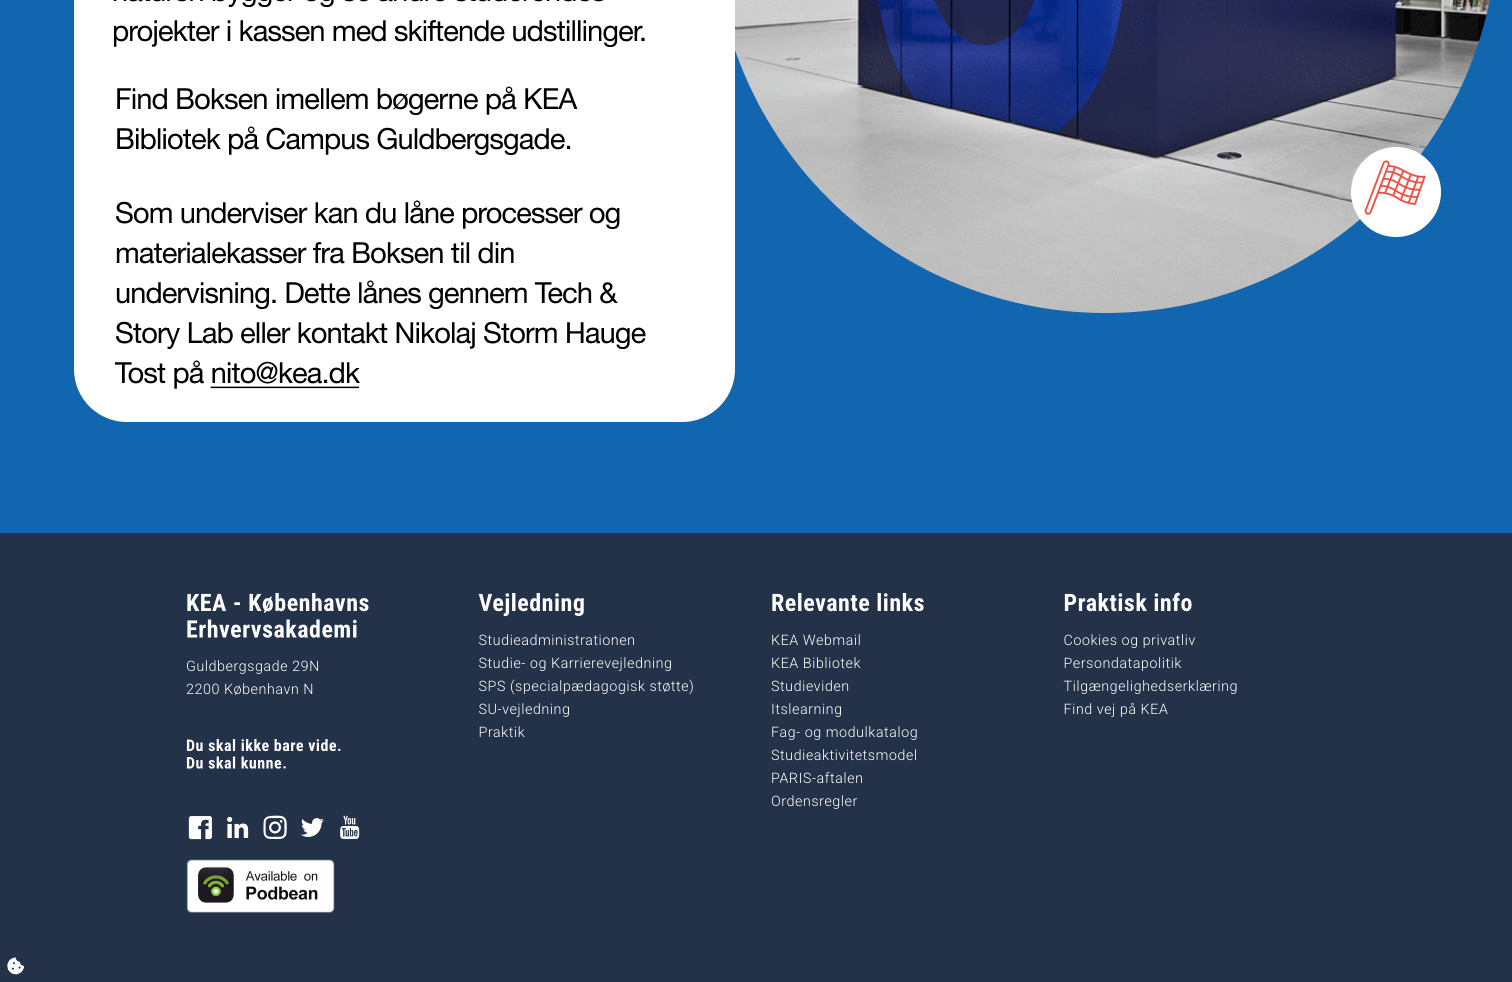 projekter i kassen med skiftende udstillinger.
Find Boksen imellem bøgerne på KEA
Bibliotek på Campus Guldbergsgade.
Som underviser kan du låne processer og
materialekasser fra Boksen til din
undervisning. Dette lånes gennem Tech &
Story Lab eller kontakt Nikolaj Storm Hauge
Tost på nito@kea.dk
KEA - Københavns
Erhvervsakademi
Guldbergsgade 29N
2200 København N
Du skal ikke bare vide.
Du skal kunne.
You
Tube
Available on
Podbean
Vejledning
Studieadministrationen
Studie- og Karrierevejledning
SPS (specialpædagogisk støtte)
SU-vejledning
Praktik
Relevante links
KEA Webmail
KEA Bibliotek
Studieviden
Itslearning
Fag- og modulkatalog
Studieaktivitetsmodel
PARIS-aftalen
Ordensregler
Praktisk info
Cookies og privatliv
Persondatapolitik
Tilgængelighedserklæring
Find vej på KEA